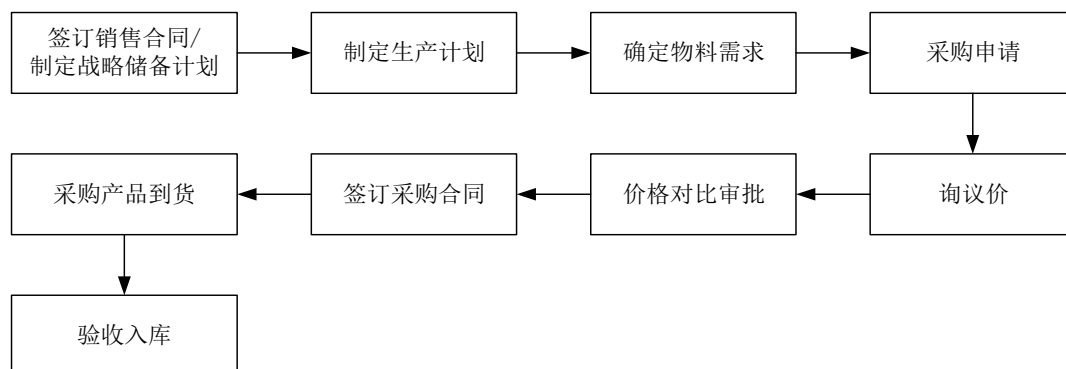 签订销售合同/
制定战略储备计划
制定生产计划
确定物料需求
采购申请
询议价
价格对比审批
签订采购合同
采购产品到货
验收入库